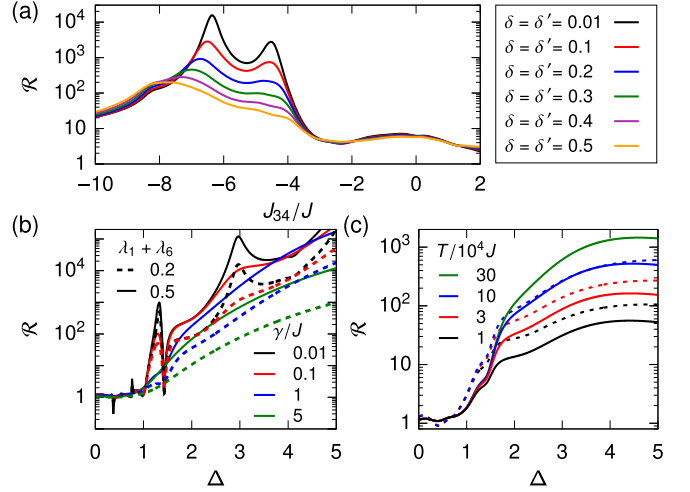 (a)
ℛ
10⁴
10³
10²
10
1
−10
−8
−6
−4
−2
0
2
J₃₄/J
δ = δ′= 0.01
δ = δ′= 0.1
δ = δ′= 0.2
δ = δ′= 0.3
δ = δ′= 0.4
δ = δ′= 0.5
(b)
ℛ
10⁴
10²
1
λ₁ + λ₆
0.2
0.5
γ/J
0.01
0.1
1
5
0
1
2
3
4
5
Δ
(c)
ℛ
10³
10²
10
1
T/10⁴J
30
10
3
1
0
1
2
3
4
5
Δ